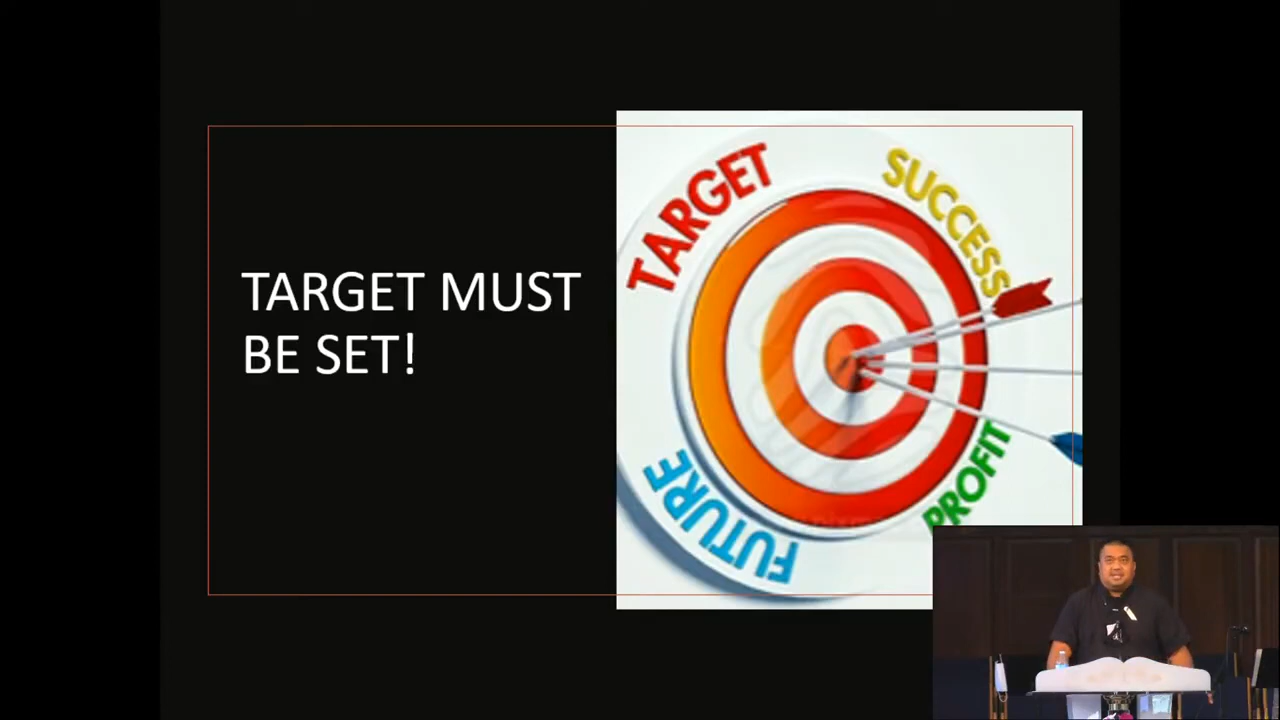 TARGET MUST
BE SET!
TARGET
SUCCESS
FUTURE
PROFIT